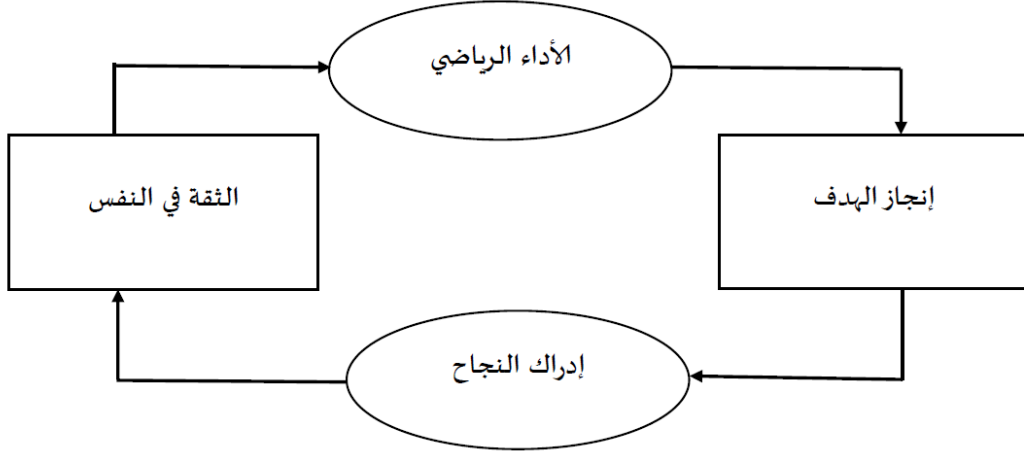 الأداء الرياضي
إنجاز الهدف
الثقة في النفس
إدراك النجاح